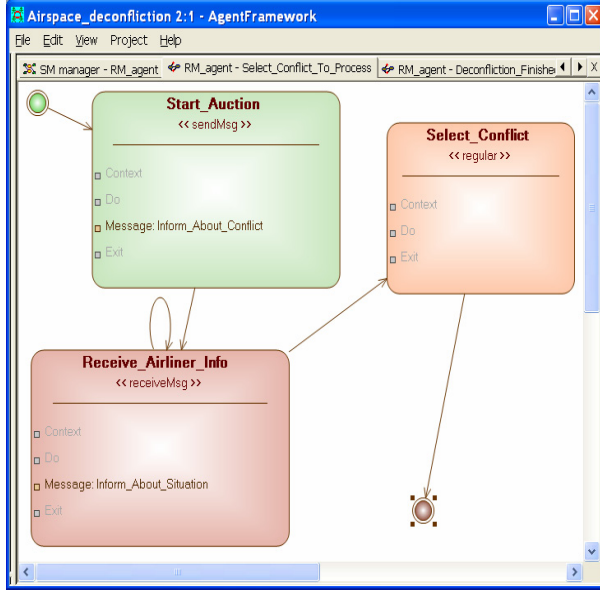 Airspace_deconfliction 2:1 - AgentFramework
File Edit View Project Help
SM manager - RM_agent RM_agent - Select_Conflict_To_Process RM_agent - Deconfliction_Finishe X
Start_Auction
<< sendMsg >>
Context
Do
Message: Inform_About_Conflict
Exit
Select_Conflict
<< regular >>
Context
Do
Exit
Receive_Airliner_Info
<< receiveMsg >>
Context
Do
Message: Inform_About_Situation
Exit